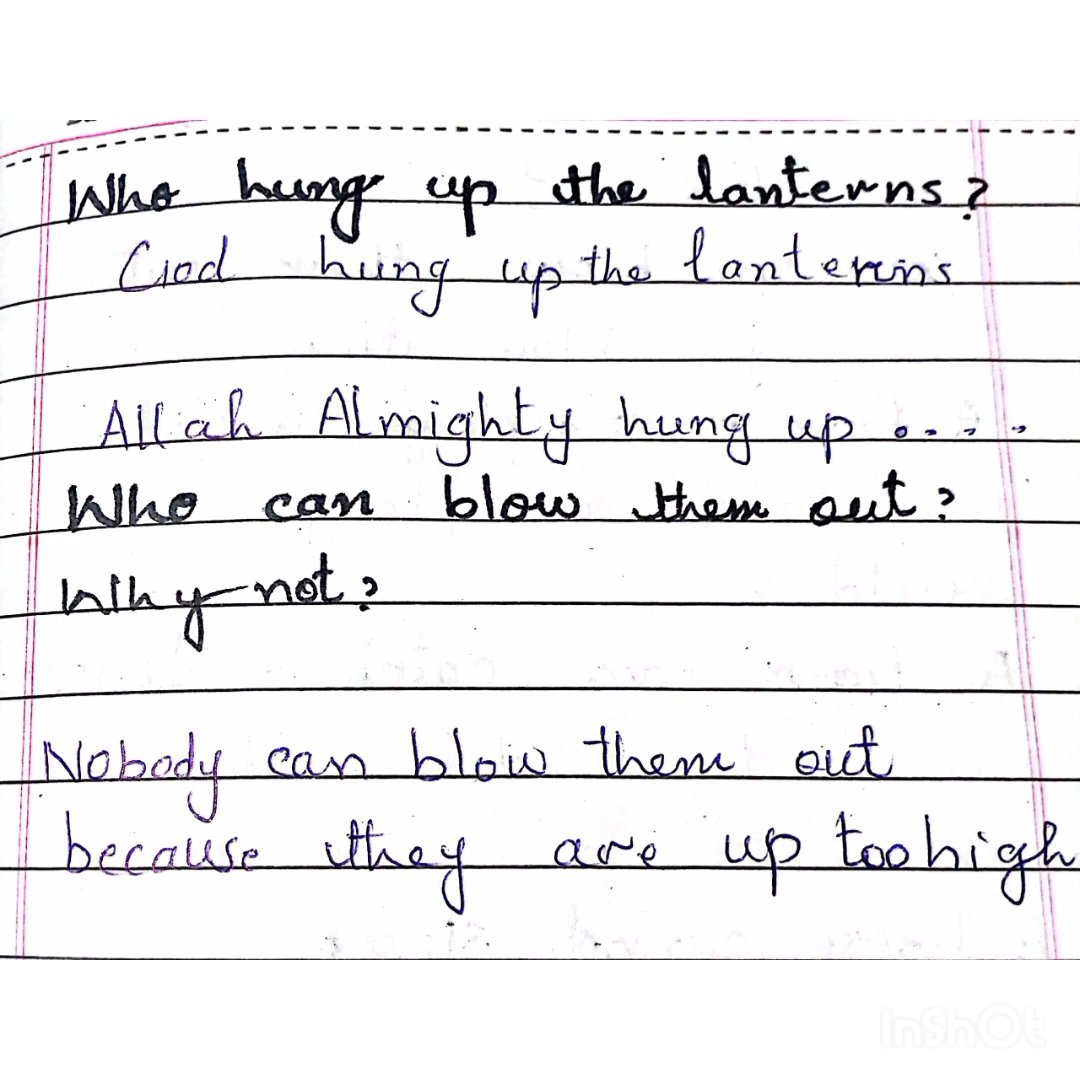 Who hung up the lanterns?
God hung up the lanterins
Allah Almighty hung up .....
Who can blow them out?
Why not?
Nobody can blow them out
because they are up too high
InShOt